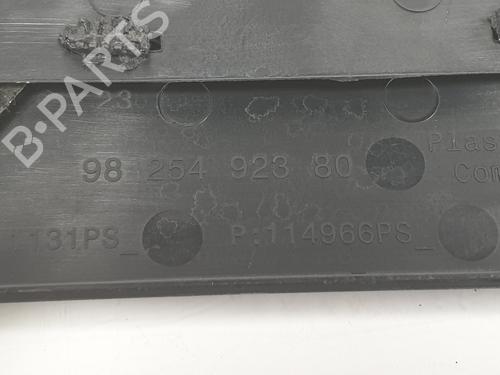 98 254 923 80
Plas
Com
131PS_
P:114966PS_
B-PARTS